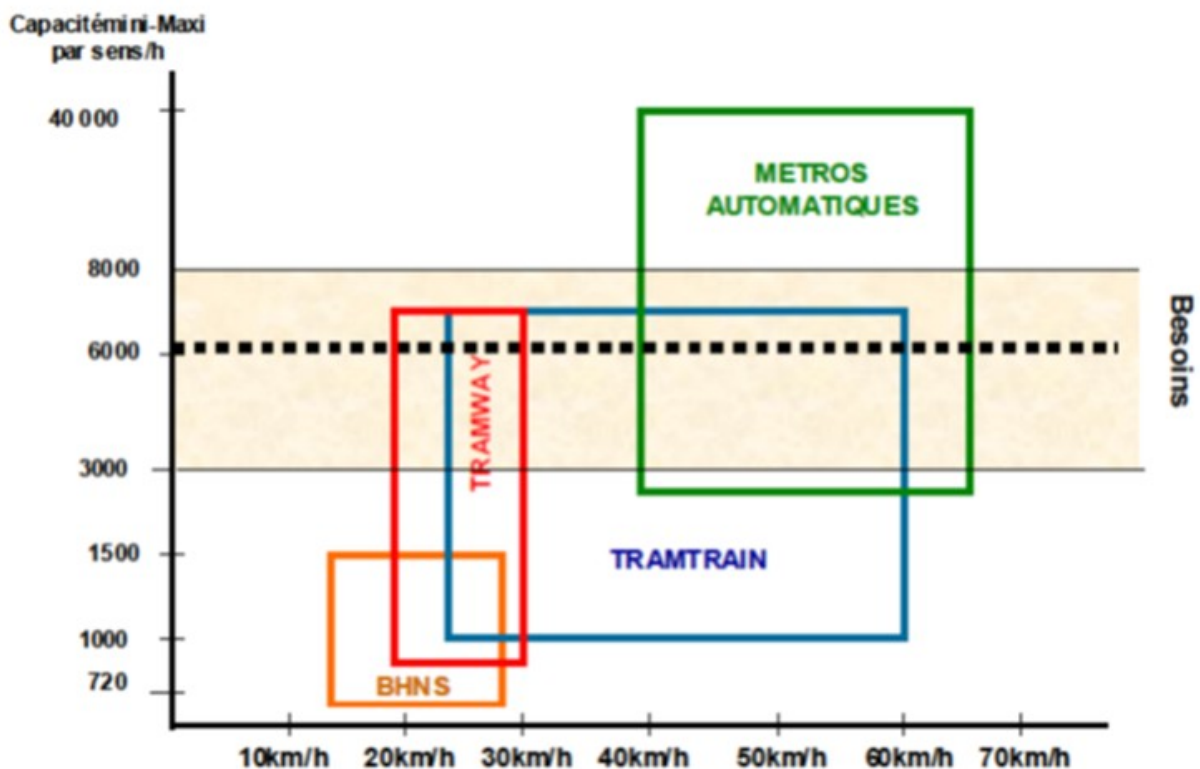 Capacitémini-Maxi
par sens/h
40 000
METROS
AUTOMATIQUES
8000
Besoins
6000
TRAMWAY
3000
1500
TRAMTRAIN
1000
720
BHNS
10km/h 20km/h 30km/h 40km/h 50km/h 60km/h 70km/h